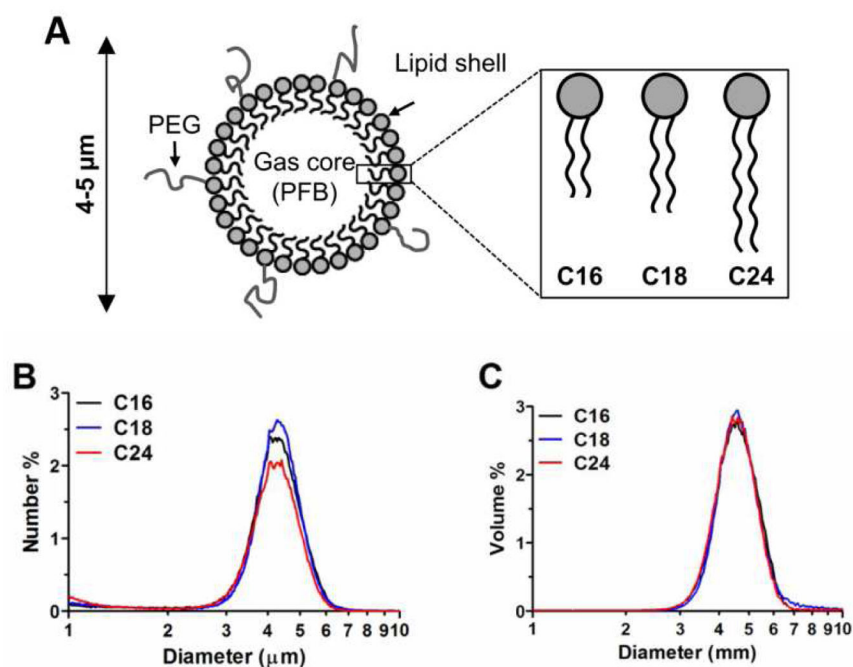 A
4-5 µm
PEG
Lipid shell
Gas core
(PFB)
C16 C18 C24
B
C16
C18
C24
Number %
3
2
1
0
1 2 3 4 5 6 7 8 9 10
Diameter (µm)
C
C16
C18
C24
Volume %
3
2
1
0
1 2 3 4 5 6 7 8 9 10
Diameter (mm)